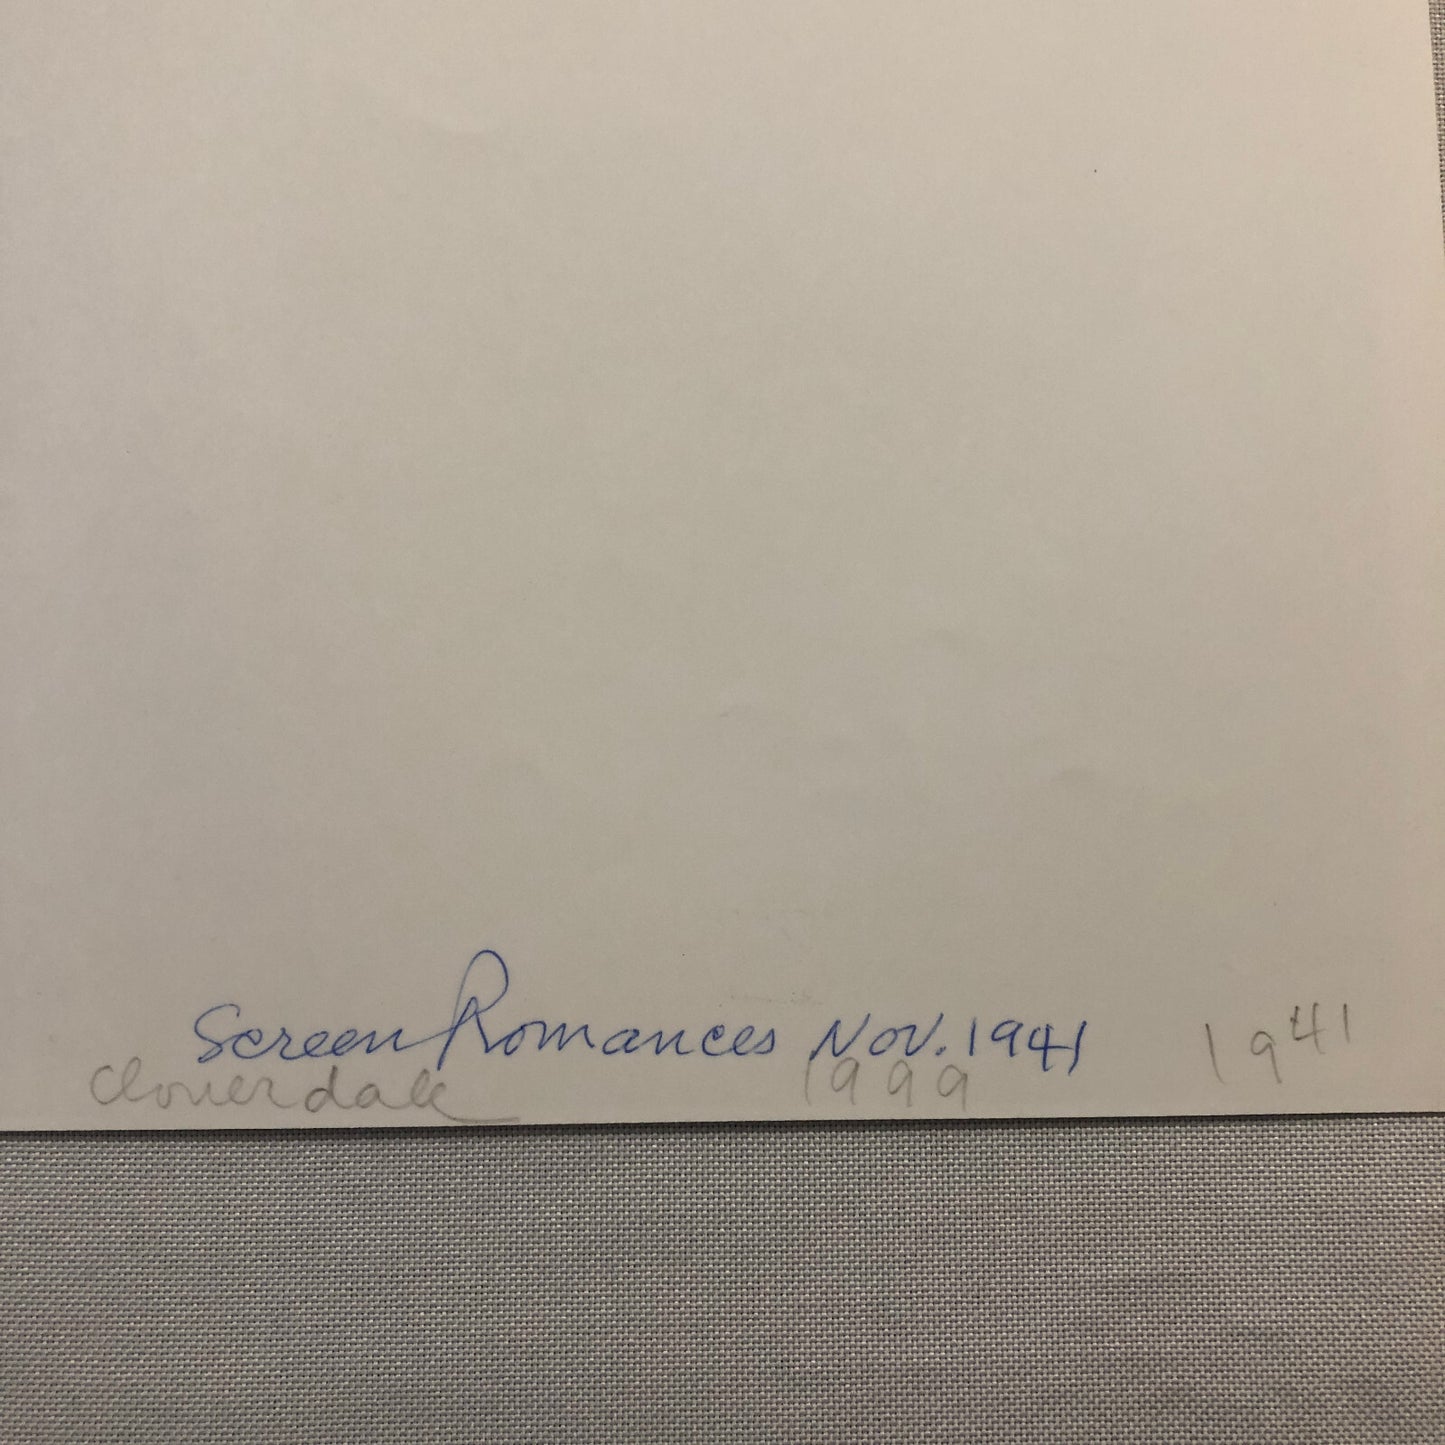 Screen Romances Nov. 1941 1941
Cloverdale 1999